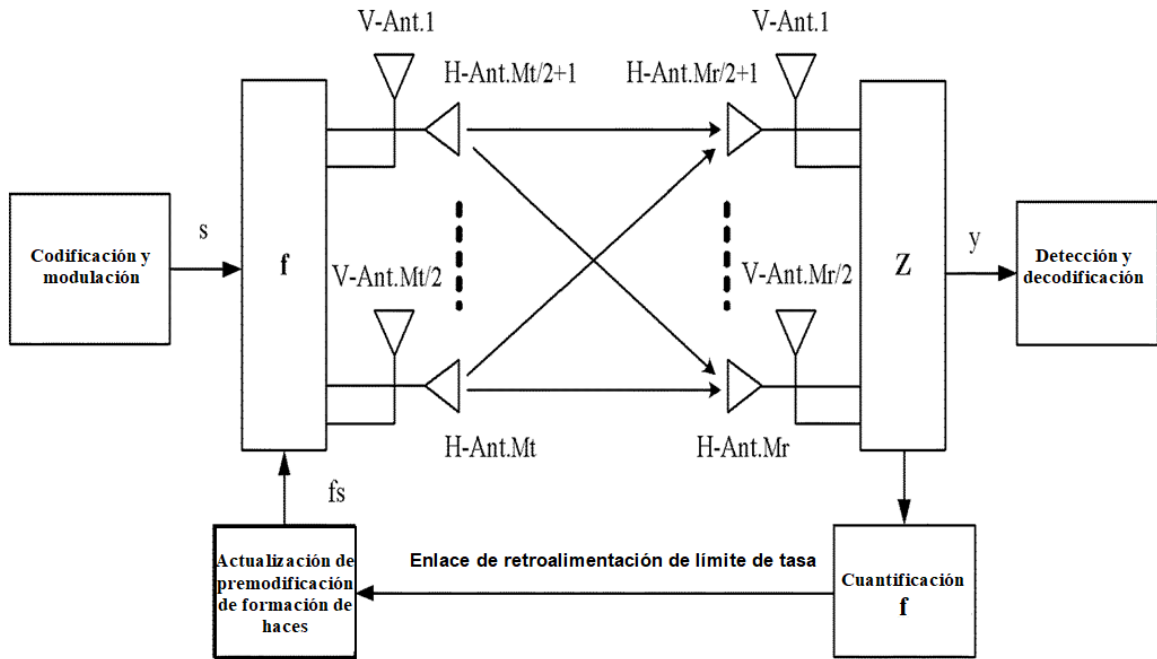 V-Ant.1
V-Ant.1
H-Ant.Mt/2+1
H-Ant.Mr/2+1
Codificación y
modulación
s
f
V-Ant.Mt/2
V-Ant.Mr/2
Z
y
Detección y
decodificación
H-Ant.Mt
H-Ant.Mr
fs
Actualización de
premodificación
de formación de
haces
Enlace de retroalimentación de límite de tasa
Cuantificación
f